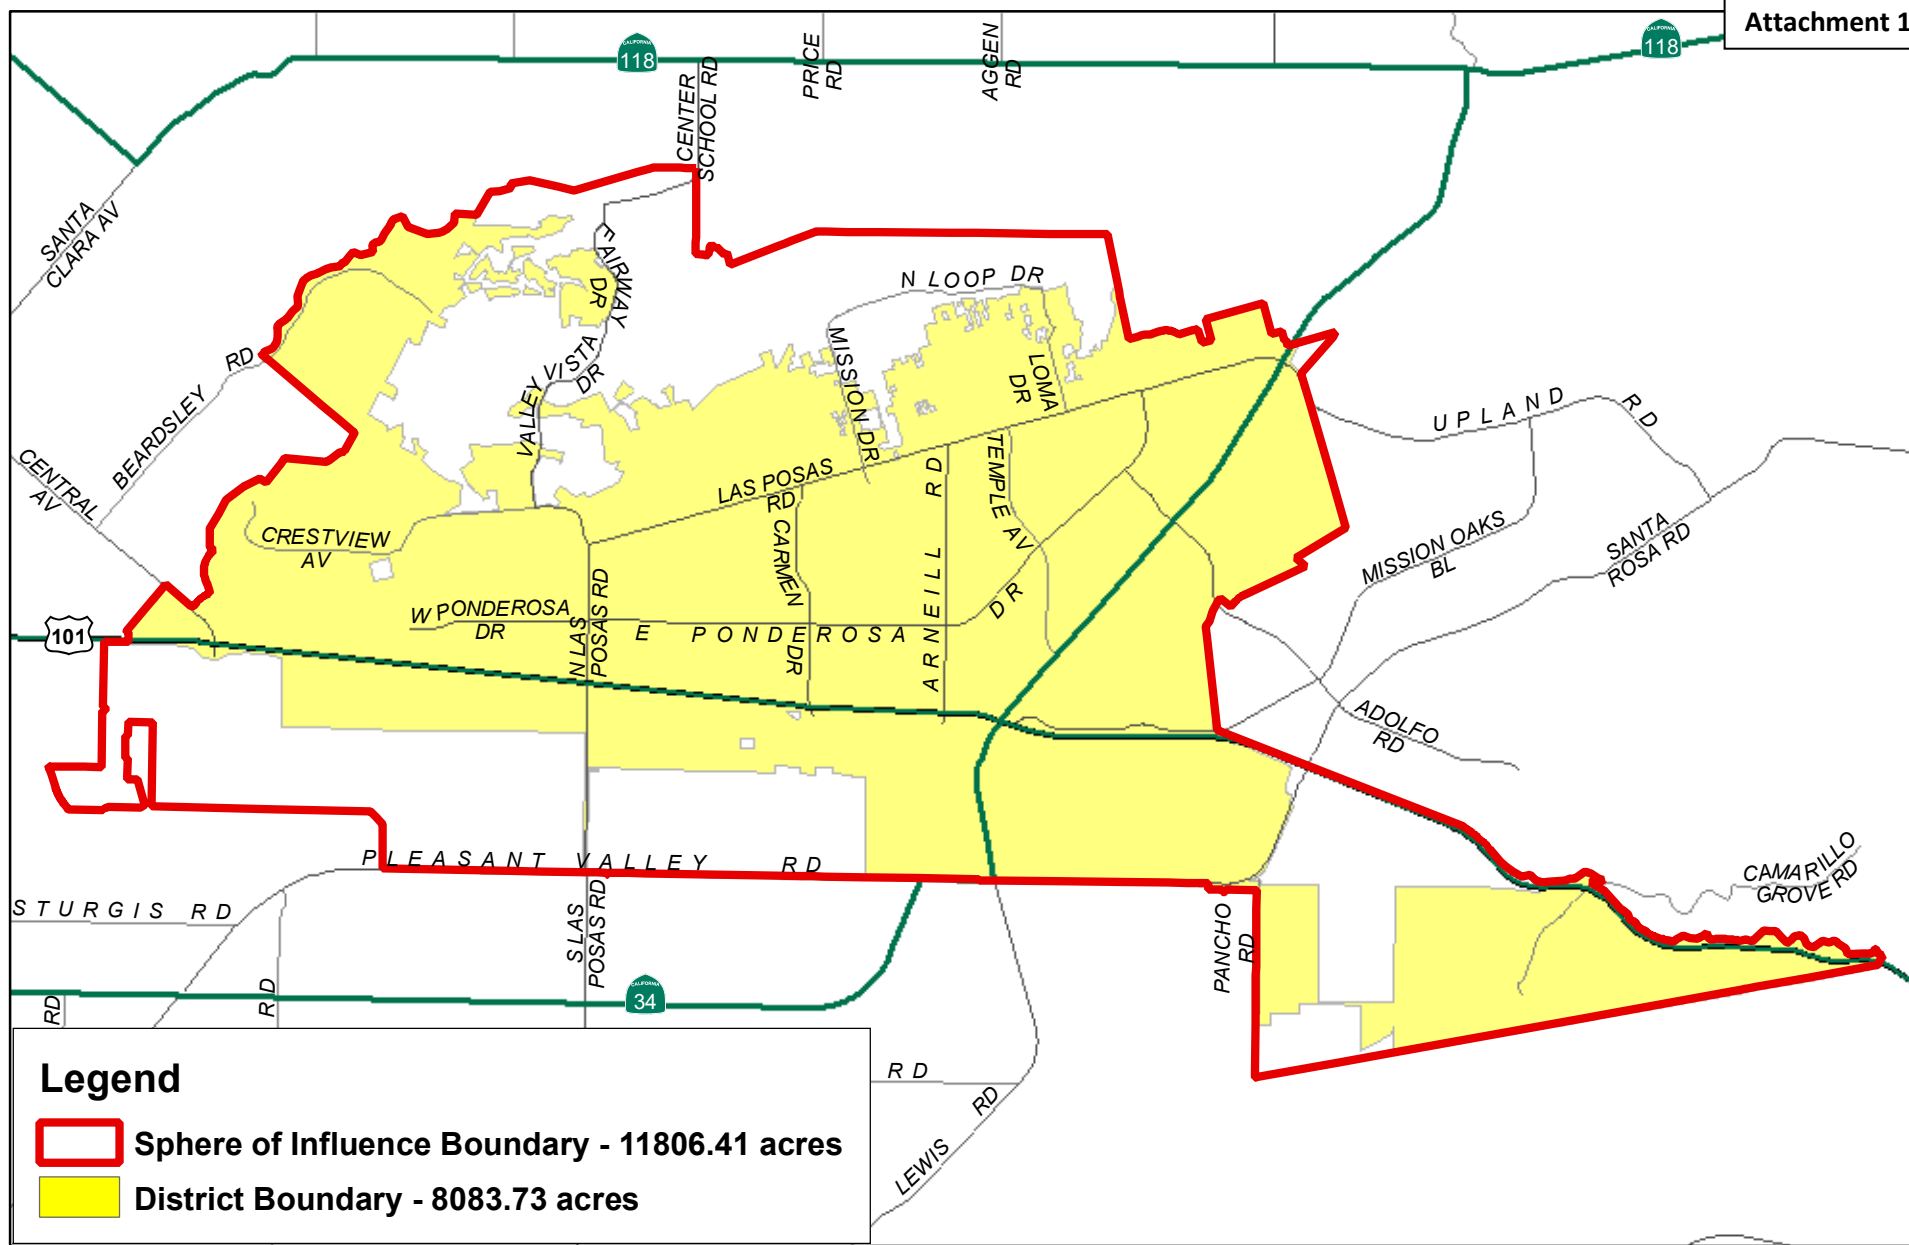 Attachment 1
118
118
CENTER
SCHOOL RD
PRICE
RD
AGGEN
RD
SANTA
CLARA AV
FAIRWAY
DR
N LOOP DR
MISSION DR
LOMA
DR
VALLEY VISTA
DR
BEARDSLEY RD
CENTRAL
AV
UPLAND RD
LAS POSAS
RD
CARMEN
DR
ARNEILL RD
TEMPLE AV
CRESTVIEW
AV
MISSION OAKS
BL
SANTA
ROSA RD
W PONDEROSA
DR
N LAS
POSAS RD
E PONDEROSA DR
101
ADOLFO
RD
PLEASANT VALLEY RD
CAMARILLO
GROVE RD
STURGIS RD
S LAS
POSAS RD
PANCHO
RD
RD
RD
34
RD
LEWIS RD
Legend
Sphere of Influence Boundary - 11806.41 acres
District Boundary - 8083.73 acres